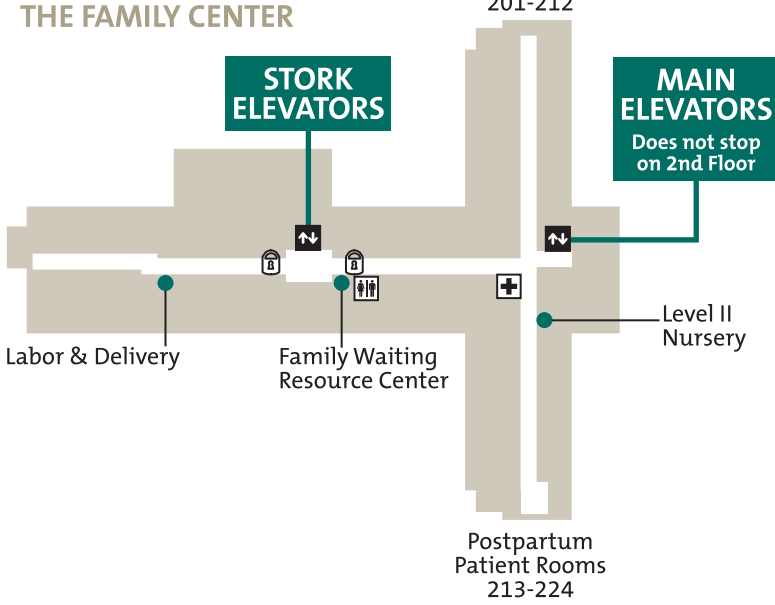 THE FAMILY CENTER
201-212
STORK
ELEVATORS
MAIN
ELEVATORS
Does not stop
on 2nd Floor
Labor & Delivery
Family Waiting
Resource Center
Level II
Nursery
Postpartum
Patient Rooms
213-224